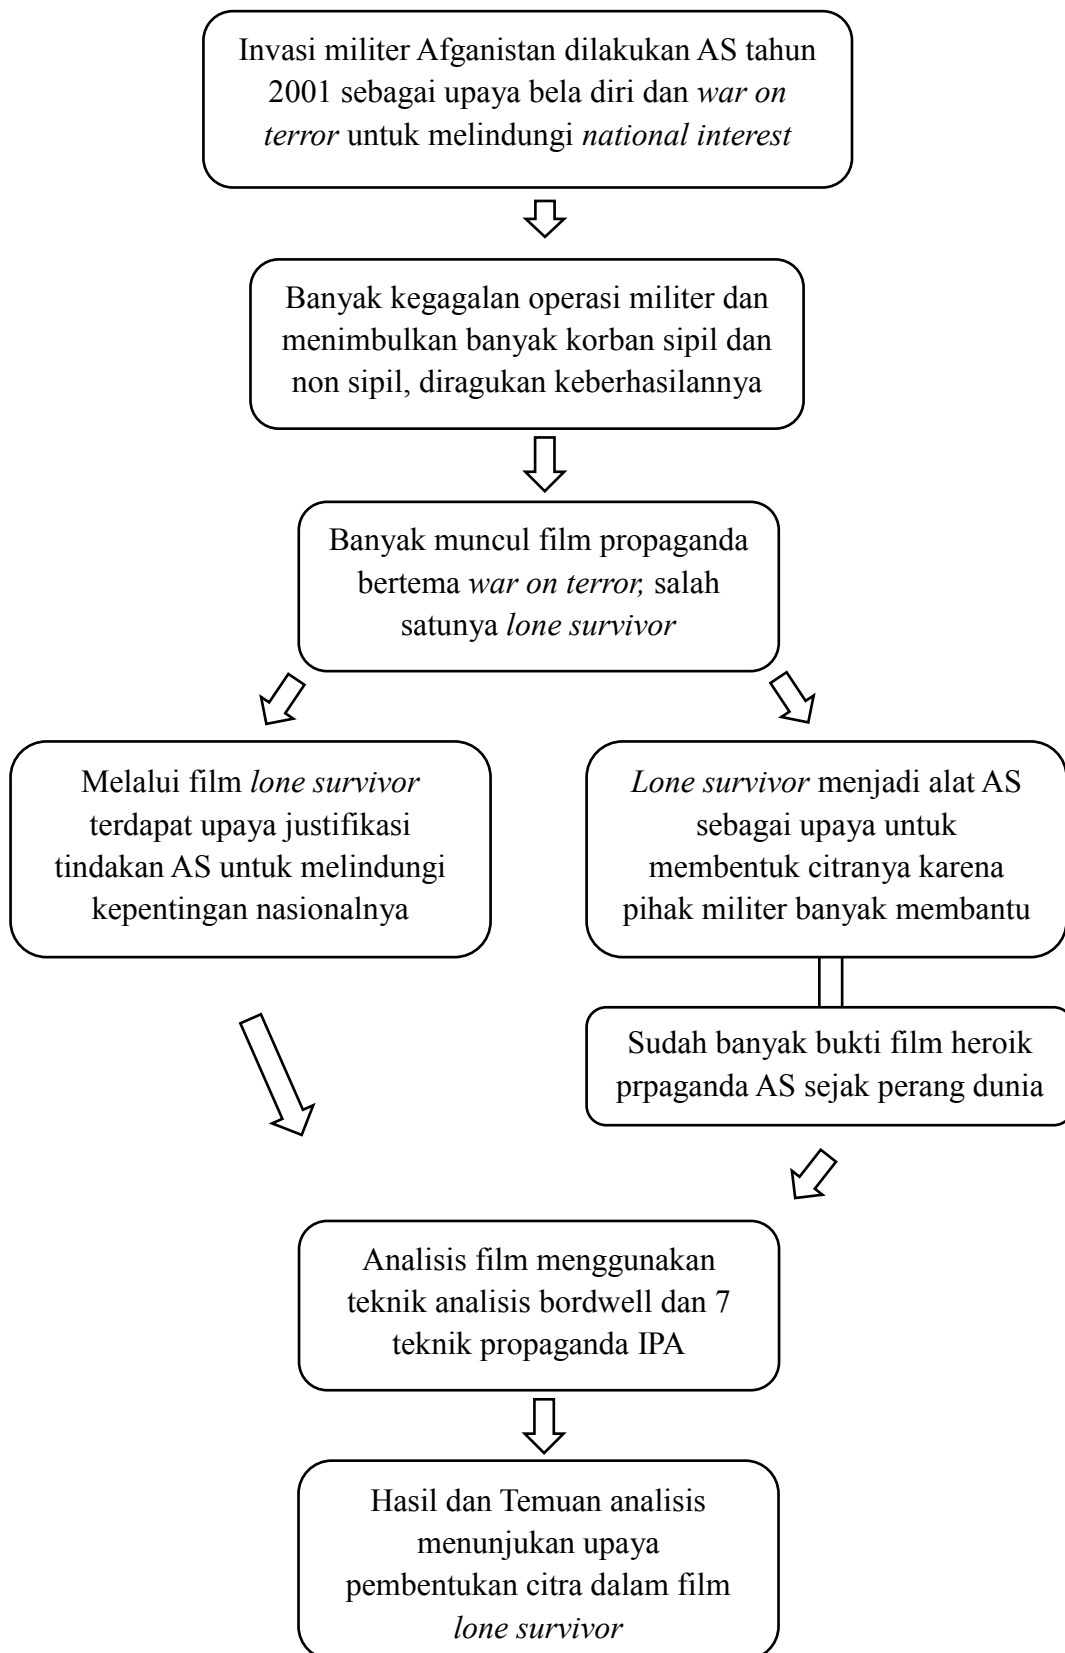 Invasi militer Afganistan dilakukan AS tahun
2001 sebagai upaya bela diri dan war on
terror untuk melindungi national interest
Banyak kegagalan operasi militer dan
menimbulkan banyak korban sipil dan
non sipil, diragukan keberhasilannya
Banyak muncul film propaganda
bertema war on terror, salah
satunya lone survivor
Melalui film lone survivor
terdapat upaya justifikasi
tindakan AS untuk melindungi
kepentingan nasionalnya
Lone survivor menjadi alat AS
sebagai upaya untuk
membentuk citranya karena
pihak militer banyak membantu
Sudah banyak bukti film heroik
prpaganda AS sejak perang dunia
Analisis film menggunakan
teknik analisis bordwell dan 7
teknik propaganda IPA
Hasil dan Temuan analisis
menunjukan upaya
pembentukan citra dalam film
lone survivor